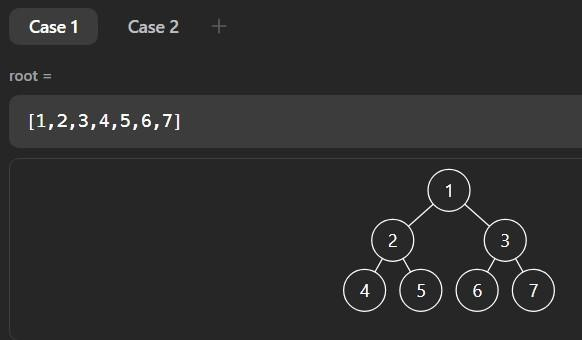 Case 1 Case 2 +
root =
[1,2,3,4,5,6,7]
1
2 3
4 5 6 7